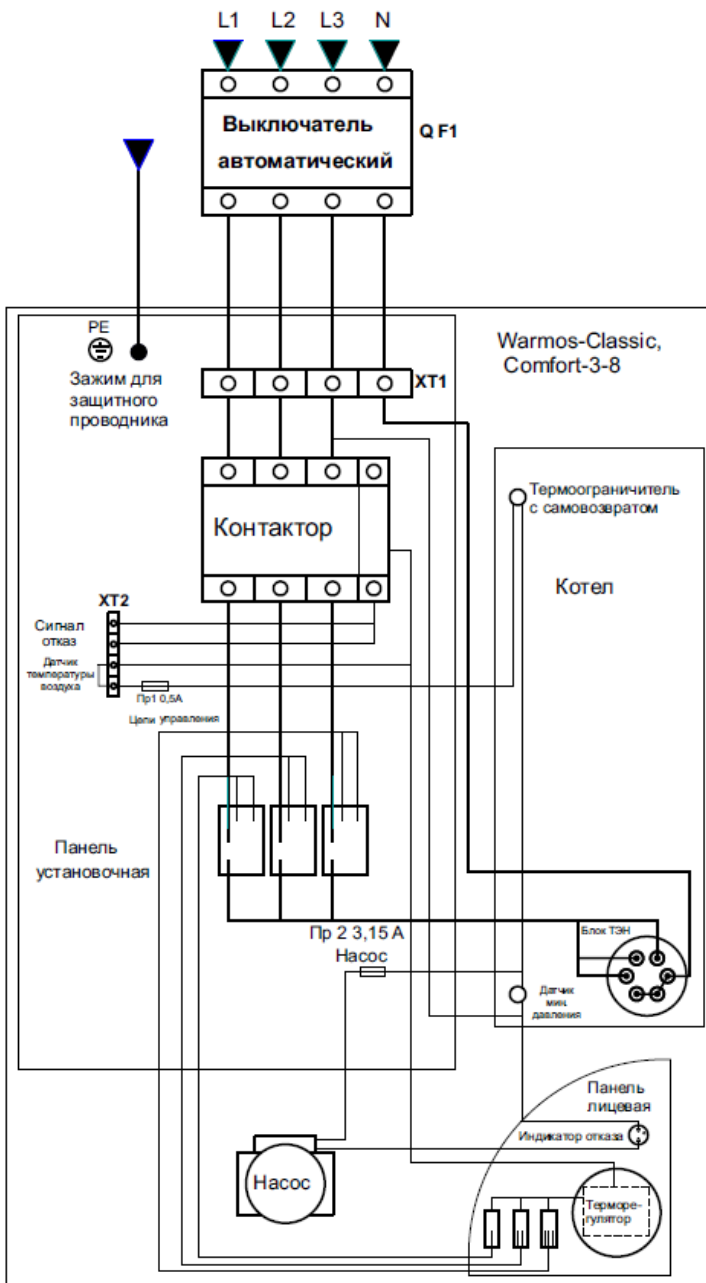 L1 L2 L3 N
Выключатель
автоматический
Q F1
PE
Зажим для
защитного
проводника
Warmos-Classic,
Comfort-3-8
XT1
Термоограничитель
с самовозвратом
Контактор
Котел
XT2
Сигнал
отказ
Датчик
температуры
воздуха
Пр1 0,5А
Цепи управления
Панель
установочная
Пр 2 3,15 А
Насос
Блок ТЭН
Датчик
мин.
давления
Панель
лицевая
Индикатор отказа
Насос
Терморе-
гулятор